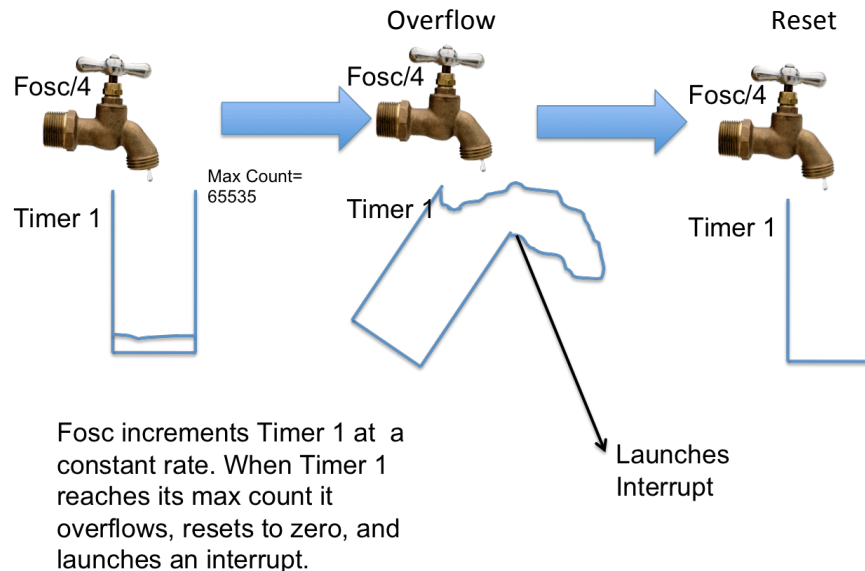 Overflow
Reset
Fosc/4
Fosc/4
Fosc/4
Max Count=
65535
Timer 1
Timer 1
Timer 1
Fosc increments Timer 1 at  a
constant rate. When Timer 1
reaches its max count it
overflows, resets to zero, and
launches an interrupt.
Launches
Interrupt